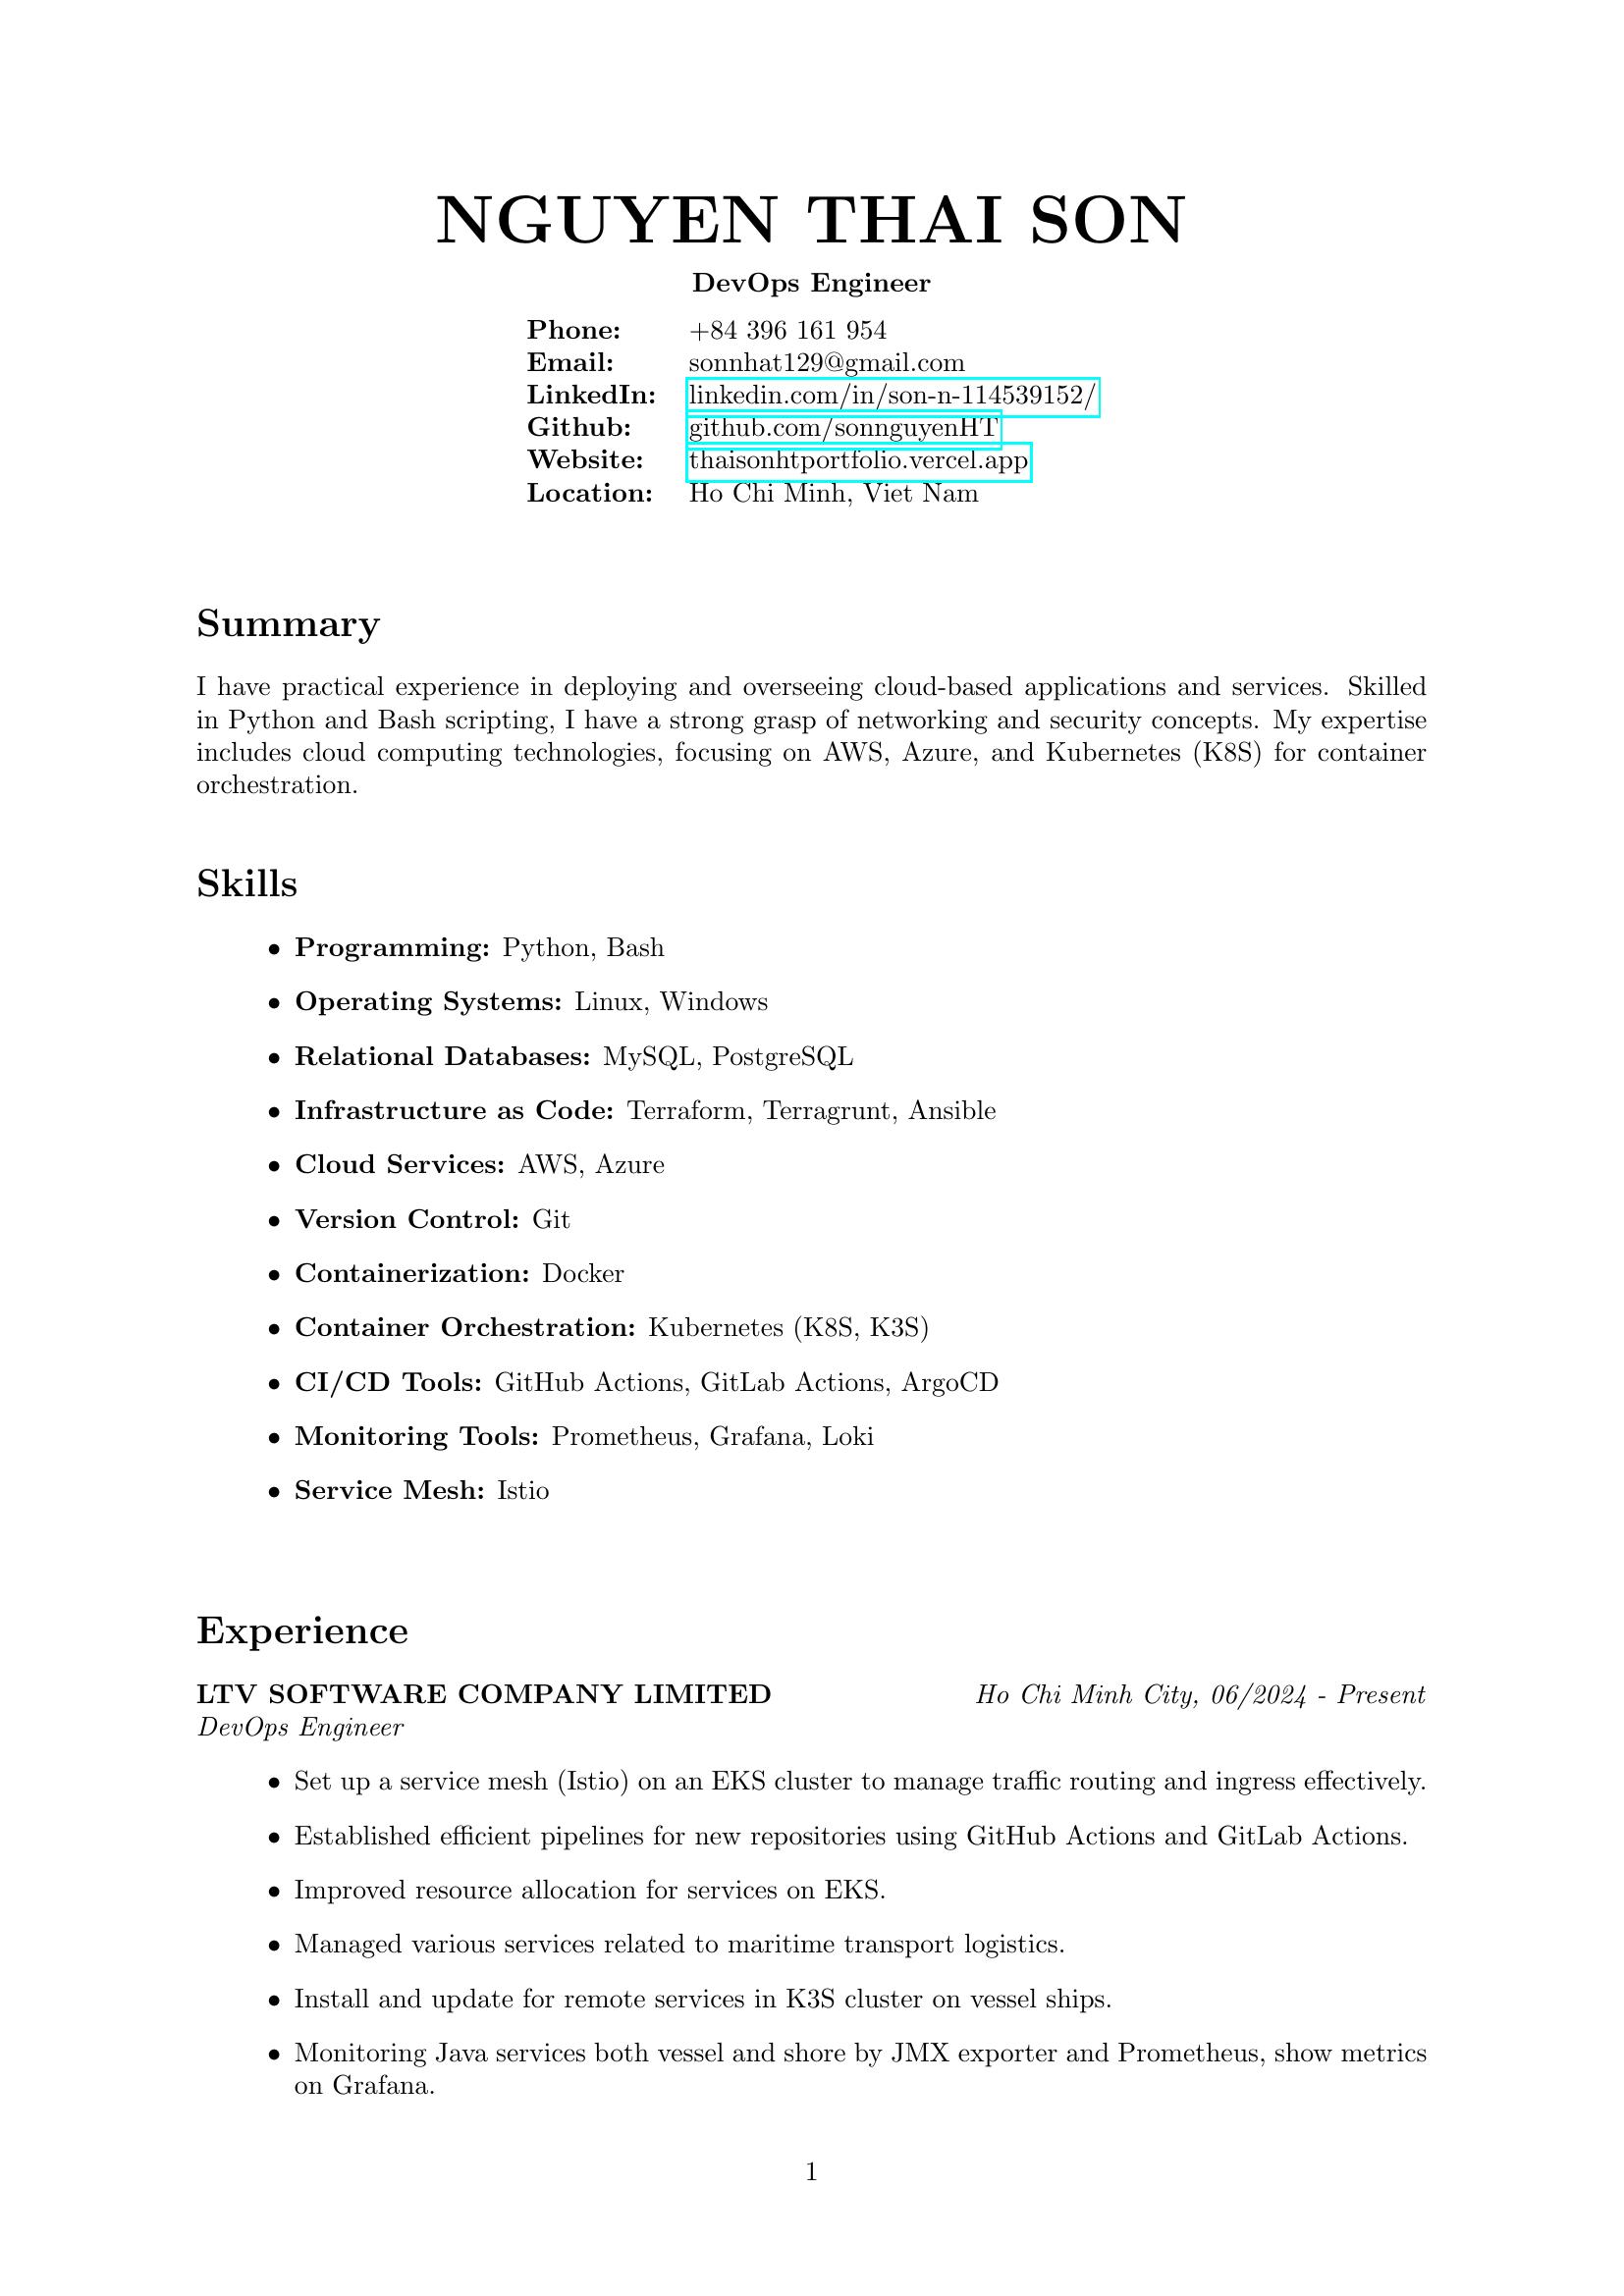 NGUYEN THAI SON
DevOps Engineer
Phone: +84 396 161 954
Email: sonnhat129@gmail.com
LinkedIn: linkedin.com/in/son-n-114539152/
Github: github.com/sonnguyenHT
Website: thaisonhtportfolio.vercel.app
Location: Ho Chi Minh, Viet Nam
Summary
I have practical experience in deploying and overseeing cloud-based applications and services. Skilled
in Python and Bash scripting, I have a strong grasp of networking and security concepts. My expertise
includes cloud computing technologies, focusing on AWS, Azure, and Kubernetes (K8S) for container
orchestration.
Skills
• Programming: Python, Bash
• Operating Systems: Linux, Windows
• Relational Databases: MySQL, PostgreSQL
• Infrastructure as Code: Terraform, Terragrunt, Ansible
• Cloud Services: AWS, Azure
• Version Control: Git
• Containerization: Docker
• Container Orchestration: Kubernetes (K8S, K3S)
• CI/CD Tools: GitHub Actions, GitLab Actions, ArgoCD
• Monitoring Tools: Prometheus, Grafana, Loki
• Service Mesh: Istio
Experience
LTV SOFTWARE COMPANY LIMITED Ho Chi Minh City, 06/2024 - Present
DevOps Engineer
• Set up a service mesh (Istio) on an EKS cluster to manage traffic routing and ingress effectively.
• Established efficient pipelines for new repositories using GitHub Actions and GitLab Actions.
• Improved resource allocation for services on EKS.
• Managed various services related to maritime transport logistics.
• Install and update for remote services in K3S cluster on vessel ships.
• Monitoring Java services both vessel and shore by JMX exporter and Prometheus, show metrics
on Grafana.
1